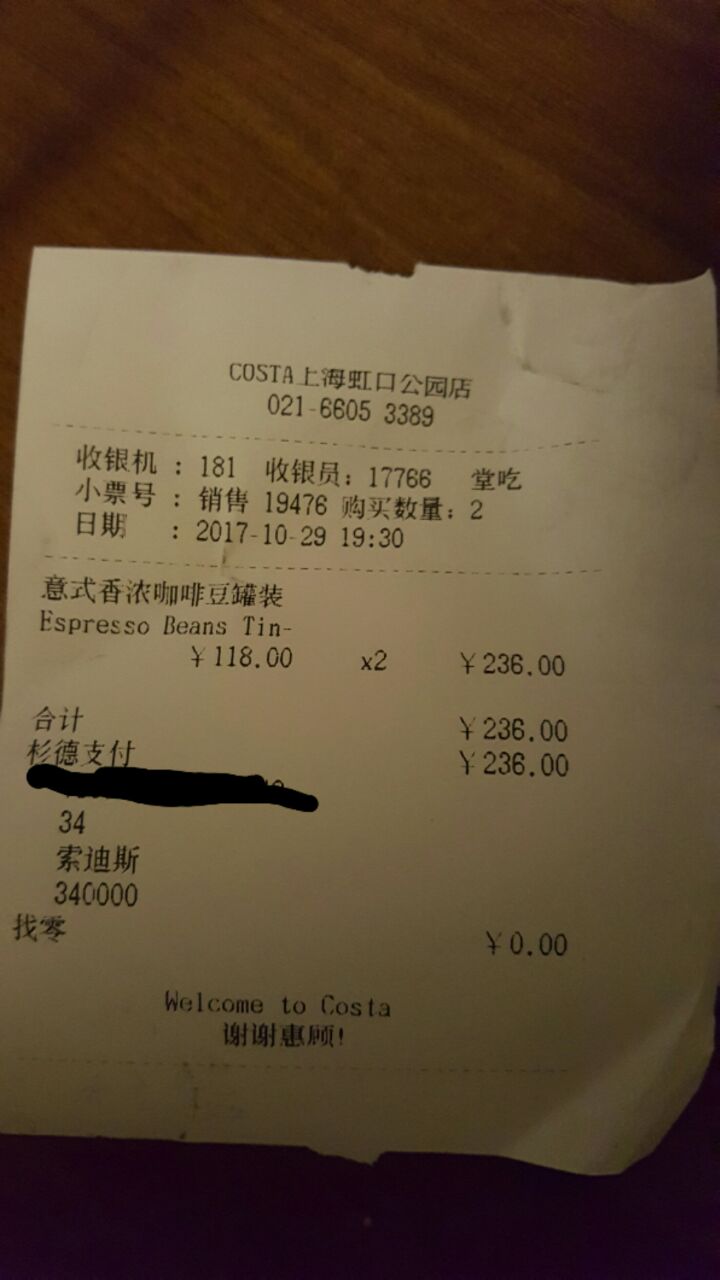 COSTA上海虹口公园店
021-6605 3389
收银机 : 181 收银员: 17766 堂吃
小票号 : 销售 19476 购买数量: 2
日期 : 2017-10-29 19:30
意式香浓咖啡豆罐装
Espresso Beans Tin-
¥118.00 x2 ¥236.00
合计 ¥236.00
杉德支付 ¥236.00
34
索迪斯
340000
找零 ¥0.00
Welcome to Costa
谢谢惠顾!